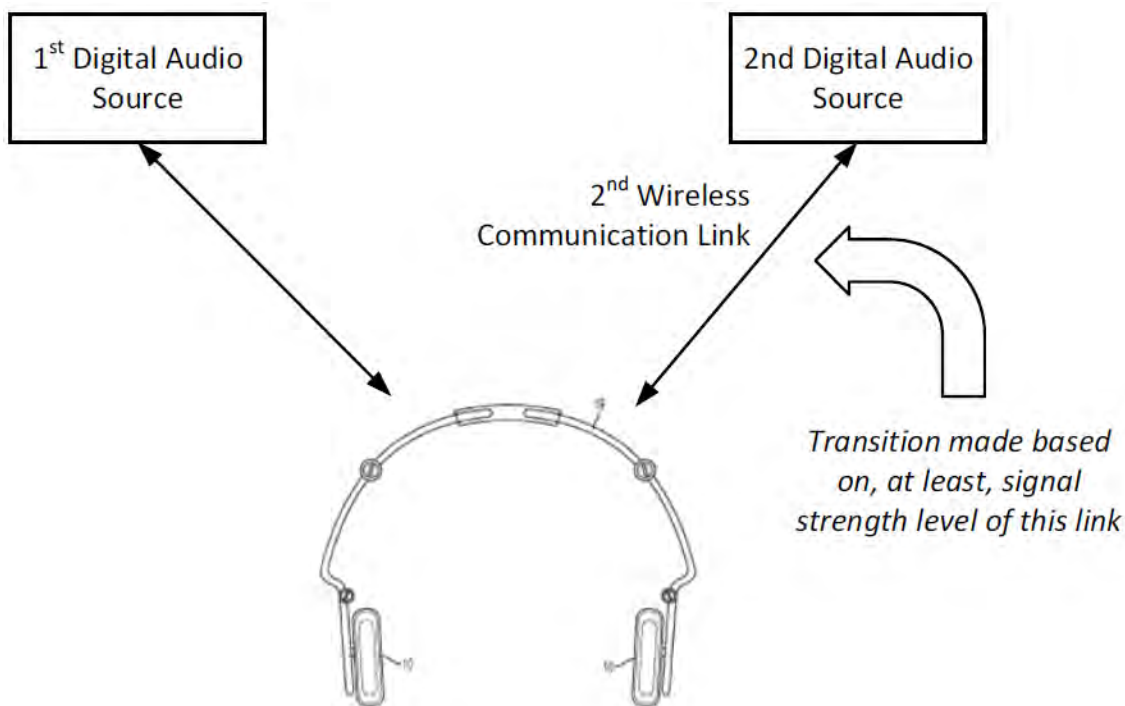 1st Digital Audio
Source
2nd Digital Audio
Source
2nd Wireless
Communication Link
Transition made based
on, at least, signal
strength level of this link
10